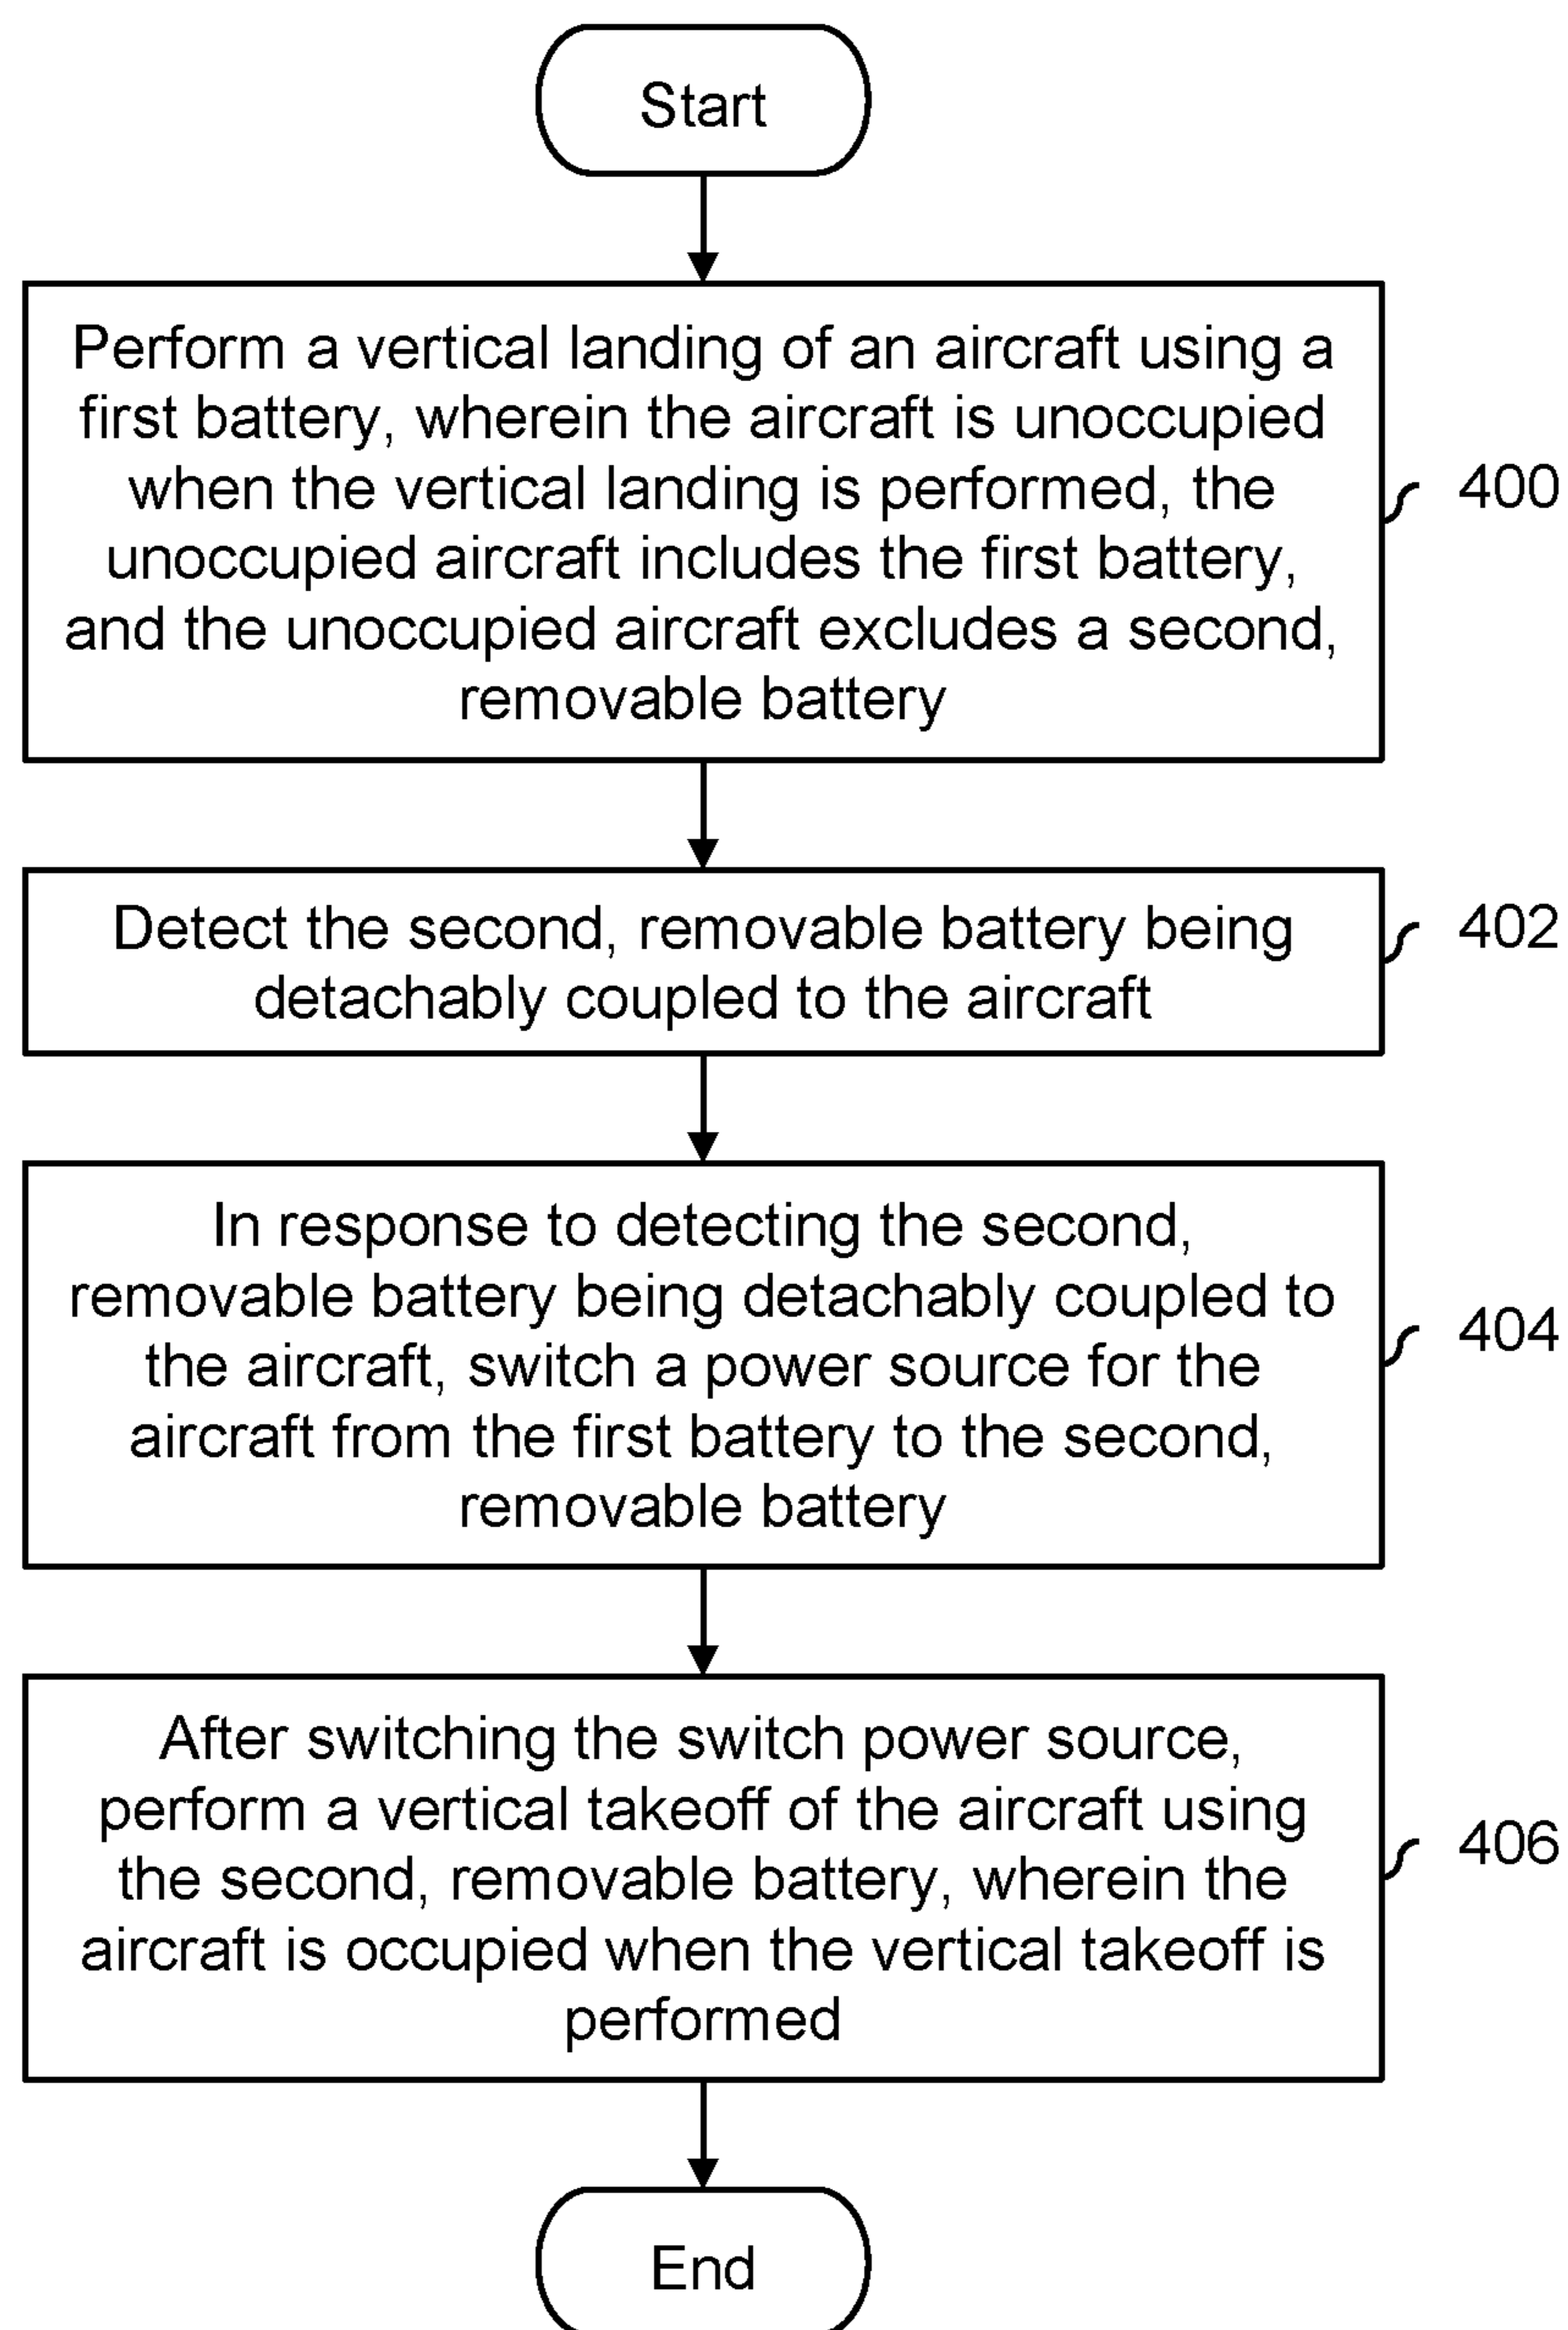 Start
Perform a vertical landing of an aircraft using a
first battery, wherein the aircraft is unoccupied
when the vertical landing is performed, the
unoccupied aircraft includes the first battery,
and the unoccupied aircraft excludes a second,
removable battery
400
Detect the second, removable battery being
detachably coupled to the aircraft
402
In response to detecting the second,
removable battery being detachably coupled to
the aircraft, switch a power source for the
aircraft from the first battery to the second,
removable battery
404
After switching the switch power source,
perform a vertical takeoff of the aircraft using
the second, removable battery, wherein the
aircraft is occupied when the vertical takeoff is
performed
406
End